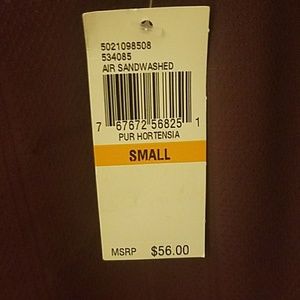 5021098508
534085
AIR SANDWASHED
7 67672 56825 1
PUR HORTENSIA
SMALL
MSRP $56.00